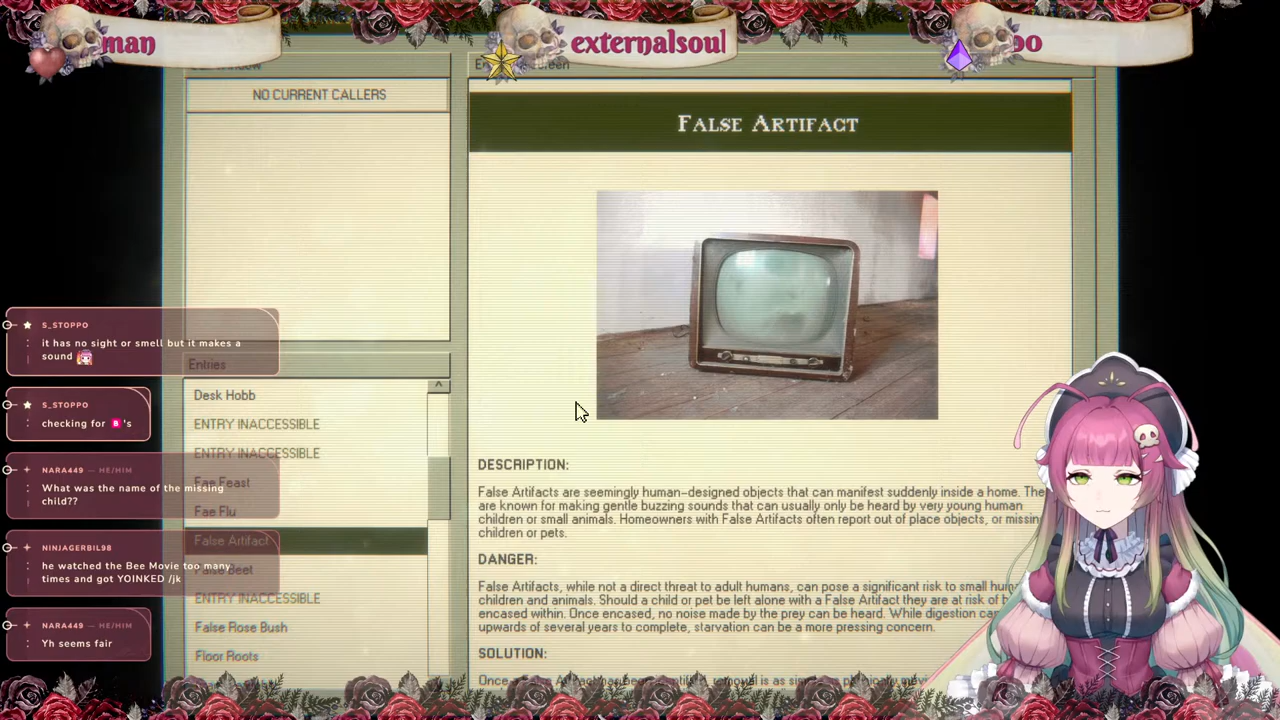 man
externalsoul
oo
NO CURRENT CALLERS
FALSE ARTIFACT
Entries
Desk Hobb
ENTRY INACCESSIBLE
ENTRY INACCESSIBLE
Fae Feast
Fae Flu
False Artifact
False Beet
ENTRY INACCESSIBLE
False Rose Bush
Floor Roots
DESCRIPTION:
False Artifacts are seemingly human-designed objects that can manifest suddenly inside a home. The
are known for making gentle buzzing sounds that can usually only be heard by very young human
children or small animals. Homeowners with False Artifacts often report out of place objects, or missin
children or pets.
DANGER:
False Artifacts, while not a direct threat to adult humans, can pose a significant risk to small
children and animals. Should a child or pet be left alone with a False Artifact they are at risk of
encased within. Once encased, no noise made by the prey can be heard. While digestion
upwards of several years to complete, starvation can be a more pressing concern.
SOLUTION:
S_STOPPO
it has no sight or smell but it makes a
sound
S_STOPPO
checking for B's
NARA449 — HE/HIM
What was the name of the missing
child??
NINJAGERBIL98
he watched the Bee Movie too many
times and got YOINKED /jk
NARA449 — HE/HIM
Yh seems fair